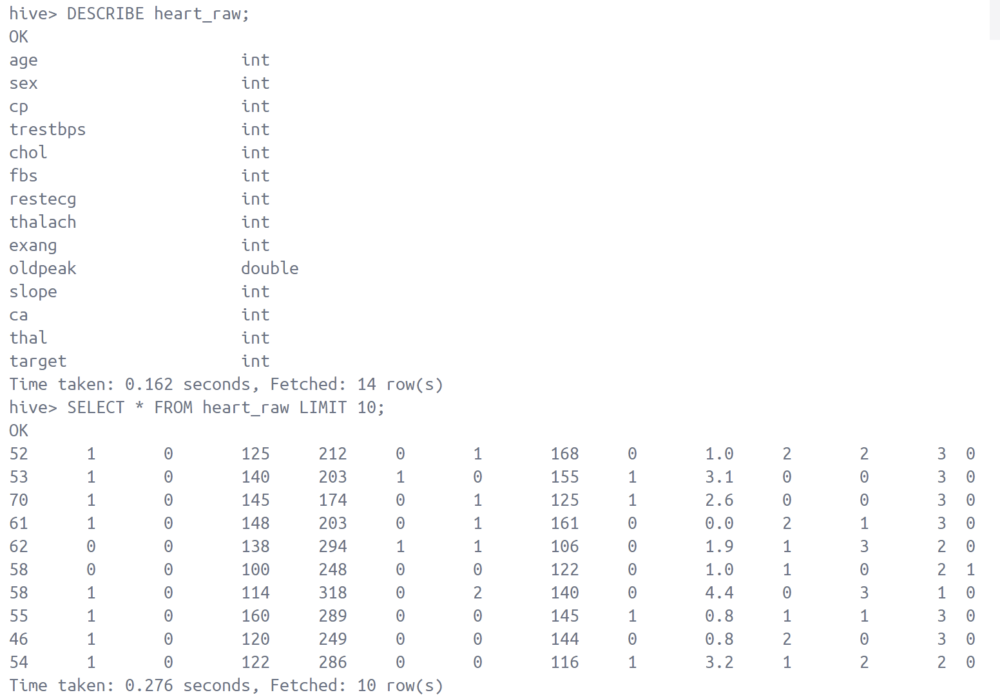 hive> DESCRIBE heart_raw;
OK
age                     int
sex                     int
cp                      int
trestbps                int
chol                    int
fbs                     int
restecg                 int
thalach                 int
exang                   int
oldpeak                 double
slope                   int
ca                      int
thal                    int
target                  int
Time taken: 0.162 seconds, Fetched: 14 row(s)
hive> SELECT * FROM heart_raw LIMIT 10;
OK
52      1       0       125     212     0       1       168     0       1.0     2       2       3  0
53      1       0       140     203     1       0       155     1       3.1     0       0       3  0
70      1       0       145     174     0       1       125     1       2.6     0       0       3  0
61      1       0       148     203     0       1       161     0       0.0     2       1       3  0
62      0       0       138     294     1       1       106     0       1.9     1       3       2  0
58      0       0       100     248     0       0       122     0       1.0     1       0       2  1
58      1       0       114     318     0       2       140     0       4.4     0       3       1  0
55      1       0       160     289     0       0       145     1       0.8     1       1       3  0
46      1       0       120     249     0       0       144     0       0.8     2       0       3  0
54      1       0       122     286     0       0       116     1       3.2     1       2       2  0
Time taken: 0.276 seconds, Fetched: 10 row(s)